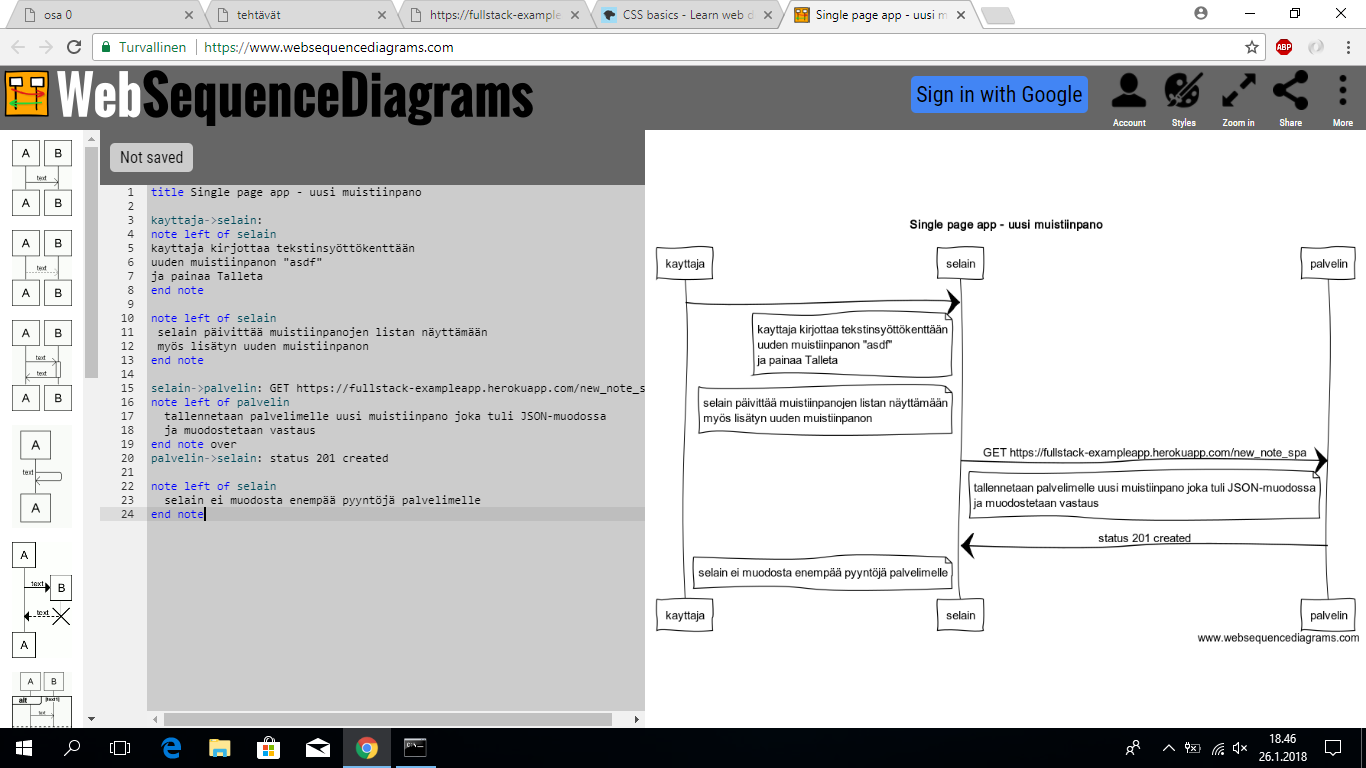 osa 0
tehtävät
https://fullstack-example
CSS basics - Learn web d
Single page app - uusi m
Turvallinen
https://www.websequencediagrams.com
ABP
WebSequenceDiagrams
Sign in with Google
Account
Styles
Zoom in
Share
More
A B
text
A B
A B
text
A B
A B
text
text
A B
A
text
A
A
text
B
text
A
A B
alt
text
Not saved
1 title Single page app - uusi muistiinpano
2
3 kayttaja->selain:
4 note left of selain
5 kayttaja kirjottaa tekstinsyöttökenttään
6 uuden muistiinpanon "asdf"
7 ja painaa Talleta
8 end note
9
10 note left of selain
11 selain päivittää muistiinpanojen listan näyttämään
12 myös lisätyn uuden muistiinpanon
13 end note
14
15 selain->palvelin: GET https://fullstack-exampleapp.herokuapp.com/new_note_s
16 note left of palvelin
17 tallennetaan palvelimelle uusi muistiinpano joka tuli JSON-muodossa
18 ja muodostetaan vastaus
19 end note over
20 palvelin->selain: status 201 created
21
22 note left of selain
23 selain ei muodosta enempää pyyntöjä palvelimelle
24 end note
Single page app - uusi muistiinpano
kayttaja
selain
palvelin
kayttaja kirjottaa tekstinsyöttökenttään
uuden muistiinpanon "asdf"
ja painaa Talleta
selain päivittää muistiinpanojen listan näyttämään
myös lisätyn uuden muistiinpanon
GET https://fullstack-exampleapp.herokuapp.com/new_note_spa
tallennetaan palvelimelle uusi muistiinpano joka tuli JSON-muodossa
ja muodostetaan vastaus
status 201 created
selain ei muodosta enempää pyyntöjä palvelimelle
kayttaja
selain
palvelin
www.websequencediagrams.com
18.46
26.1.2018